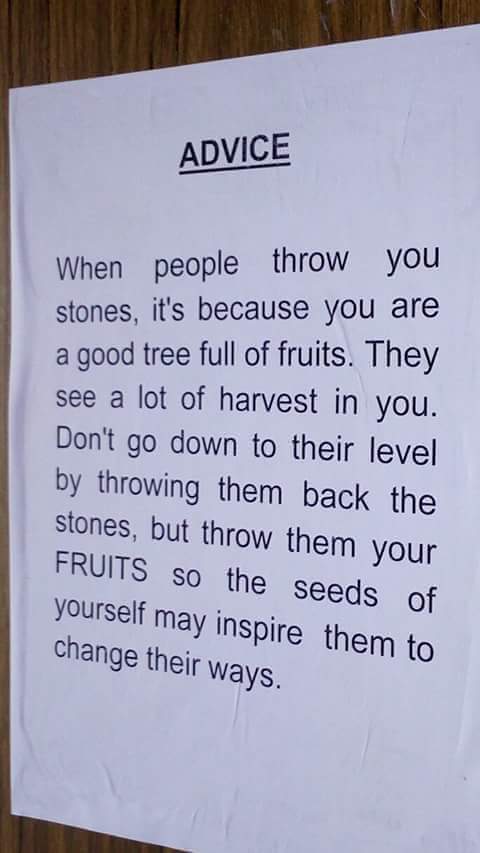 ADVICE
When people throw you
stones, it's because you are
a good tree full of fruits. They
see a lot of harvest in you.
Don't go down to their level
by throwing them back the
stones, but throw them your
FRUITS so the seeds of
yourself may inspire them to
change their ways.